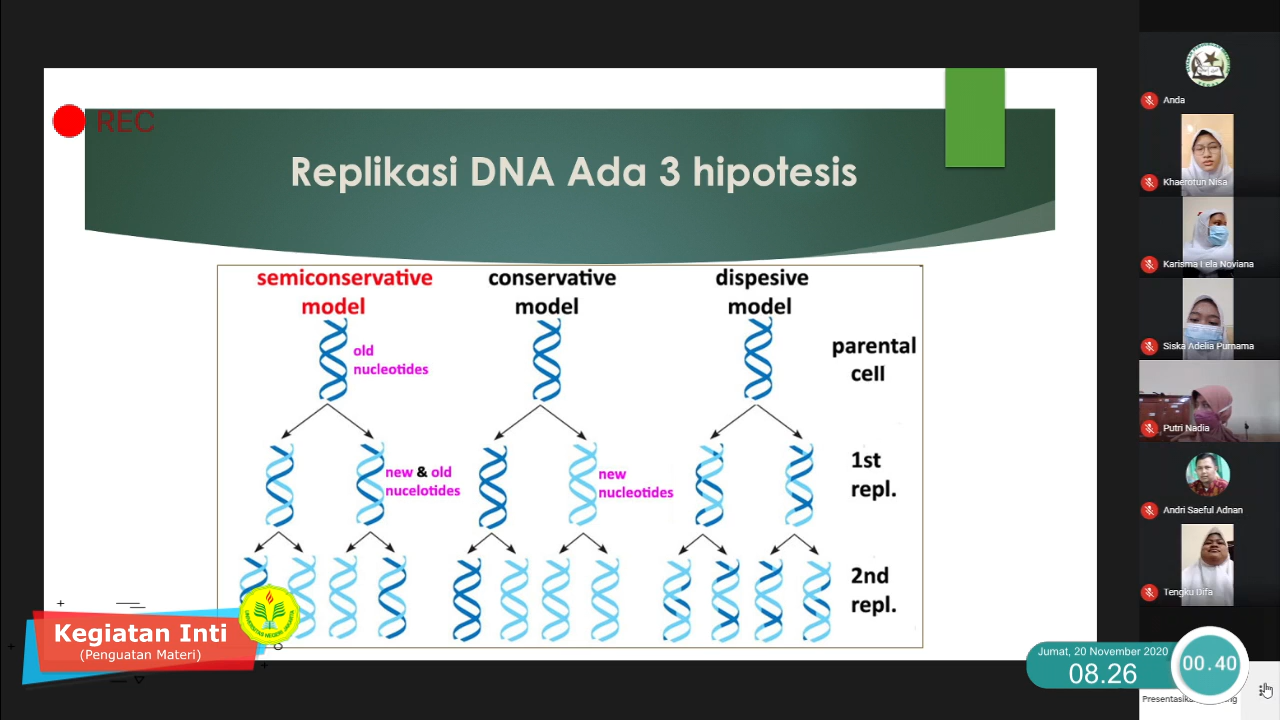 REC
Replikasi DNA Ada 3 hipotesis
semiconservative
model
conservative
model
dispesive
model
old
nucleotides
parental
cell
new & old
nucelotides
new
nucleotides
1st
repl.
2nd
repl.
Kegiatan Inti
(Penguatan Materi)
Anda
Khaerotun Nisa
Karisma Lela Noviana
Siska Adelia Purnama
Putri Nadia
Andri Saeful Adnan
Tengku Difa
Jumat, 20 November 2020
08.26
00.40